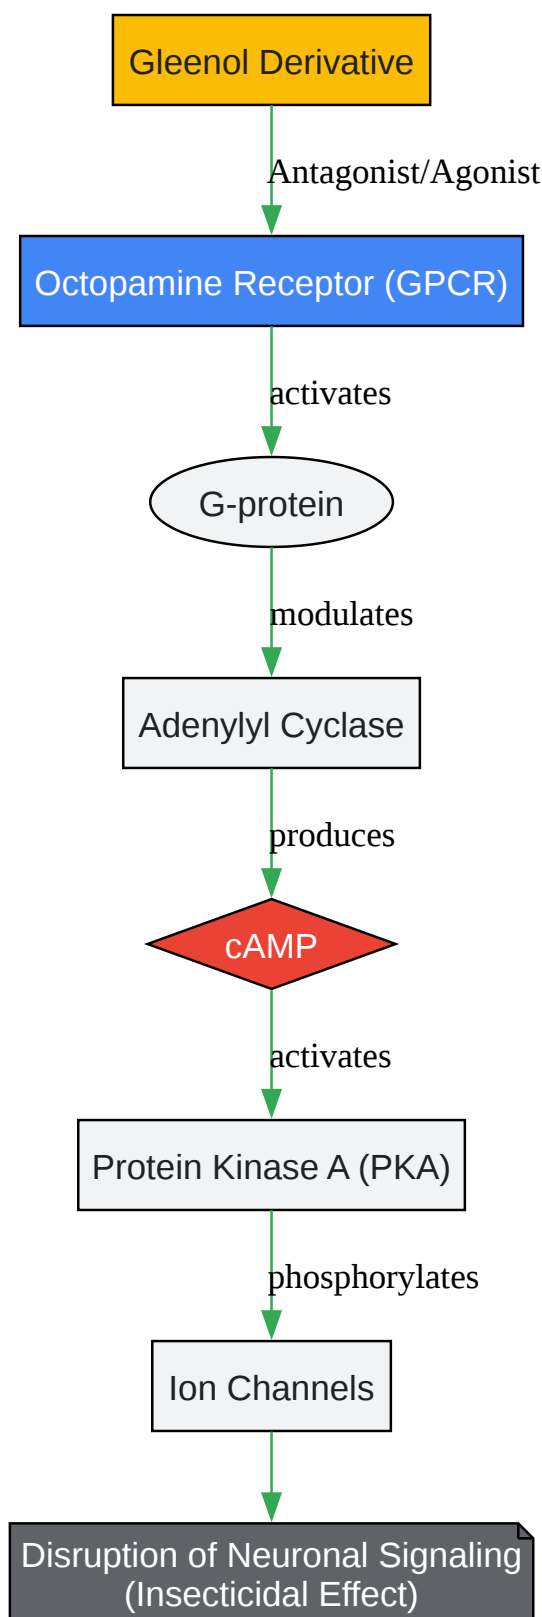 Gleenol Derivative
Antagonist/Agonist
Octopamine Receptor (GPCR)
activates
G-protein
modulates
Adenylyl Cyclase
produces
cAMP
activates
Protein Kinase A (PKA)
phosphorylates
Ion Channels
Disruption of Neuronal Signaling
(Insecticidal Effect)